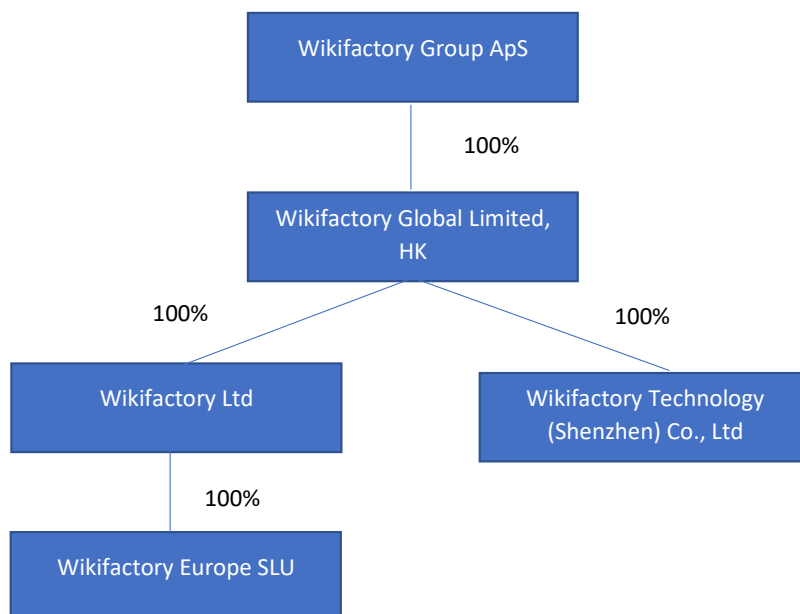 Wikifactory Group ApS
100%
Wikifactory Global Limited,
HK
100%
100%
Wikifactory Ltd
Wikifactory Technology
(Shenzhen) Co., Ltd
100%
Wikifactory Europe SLU